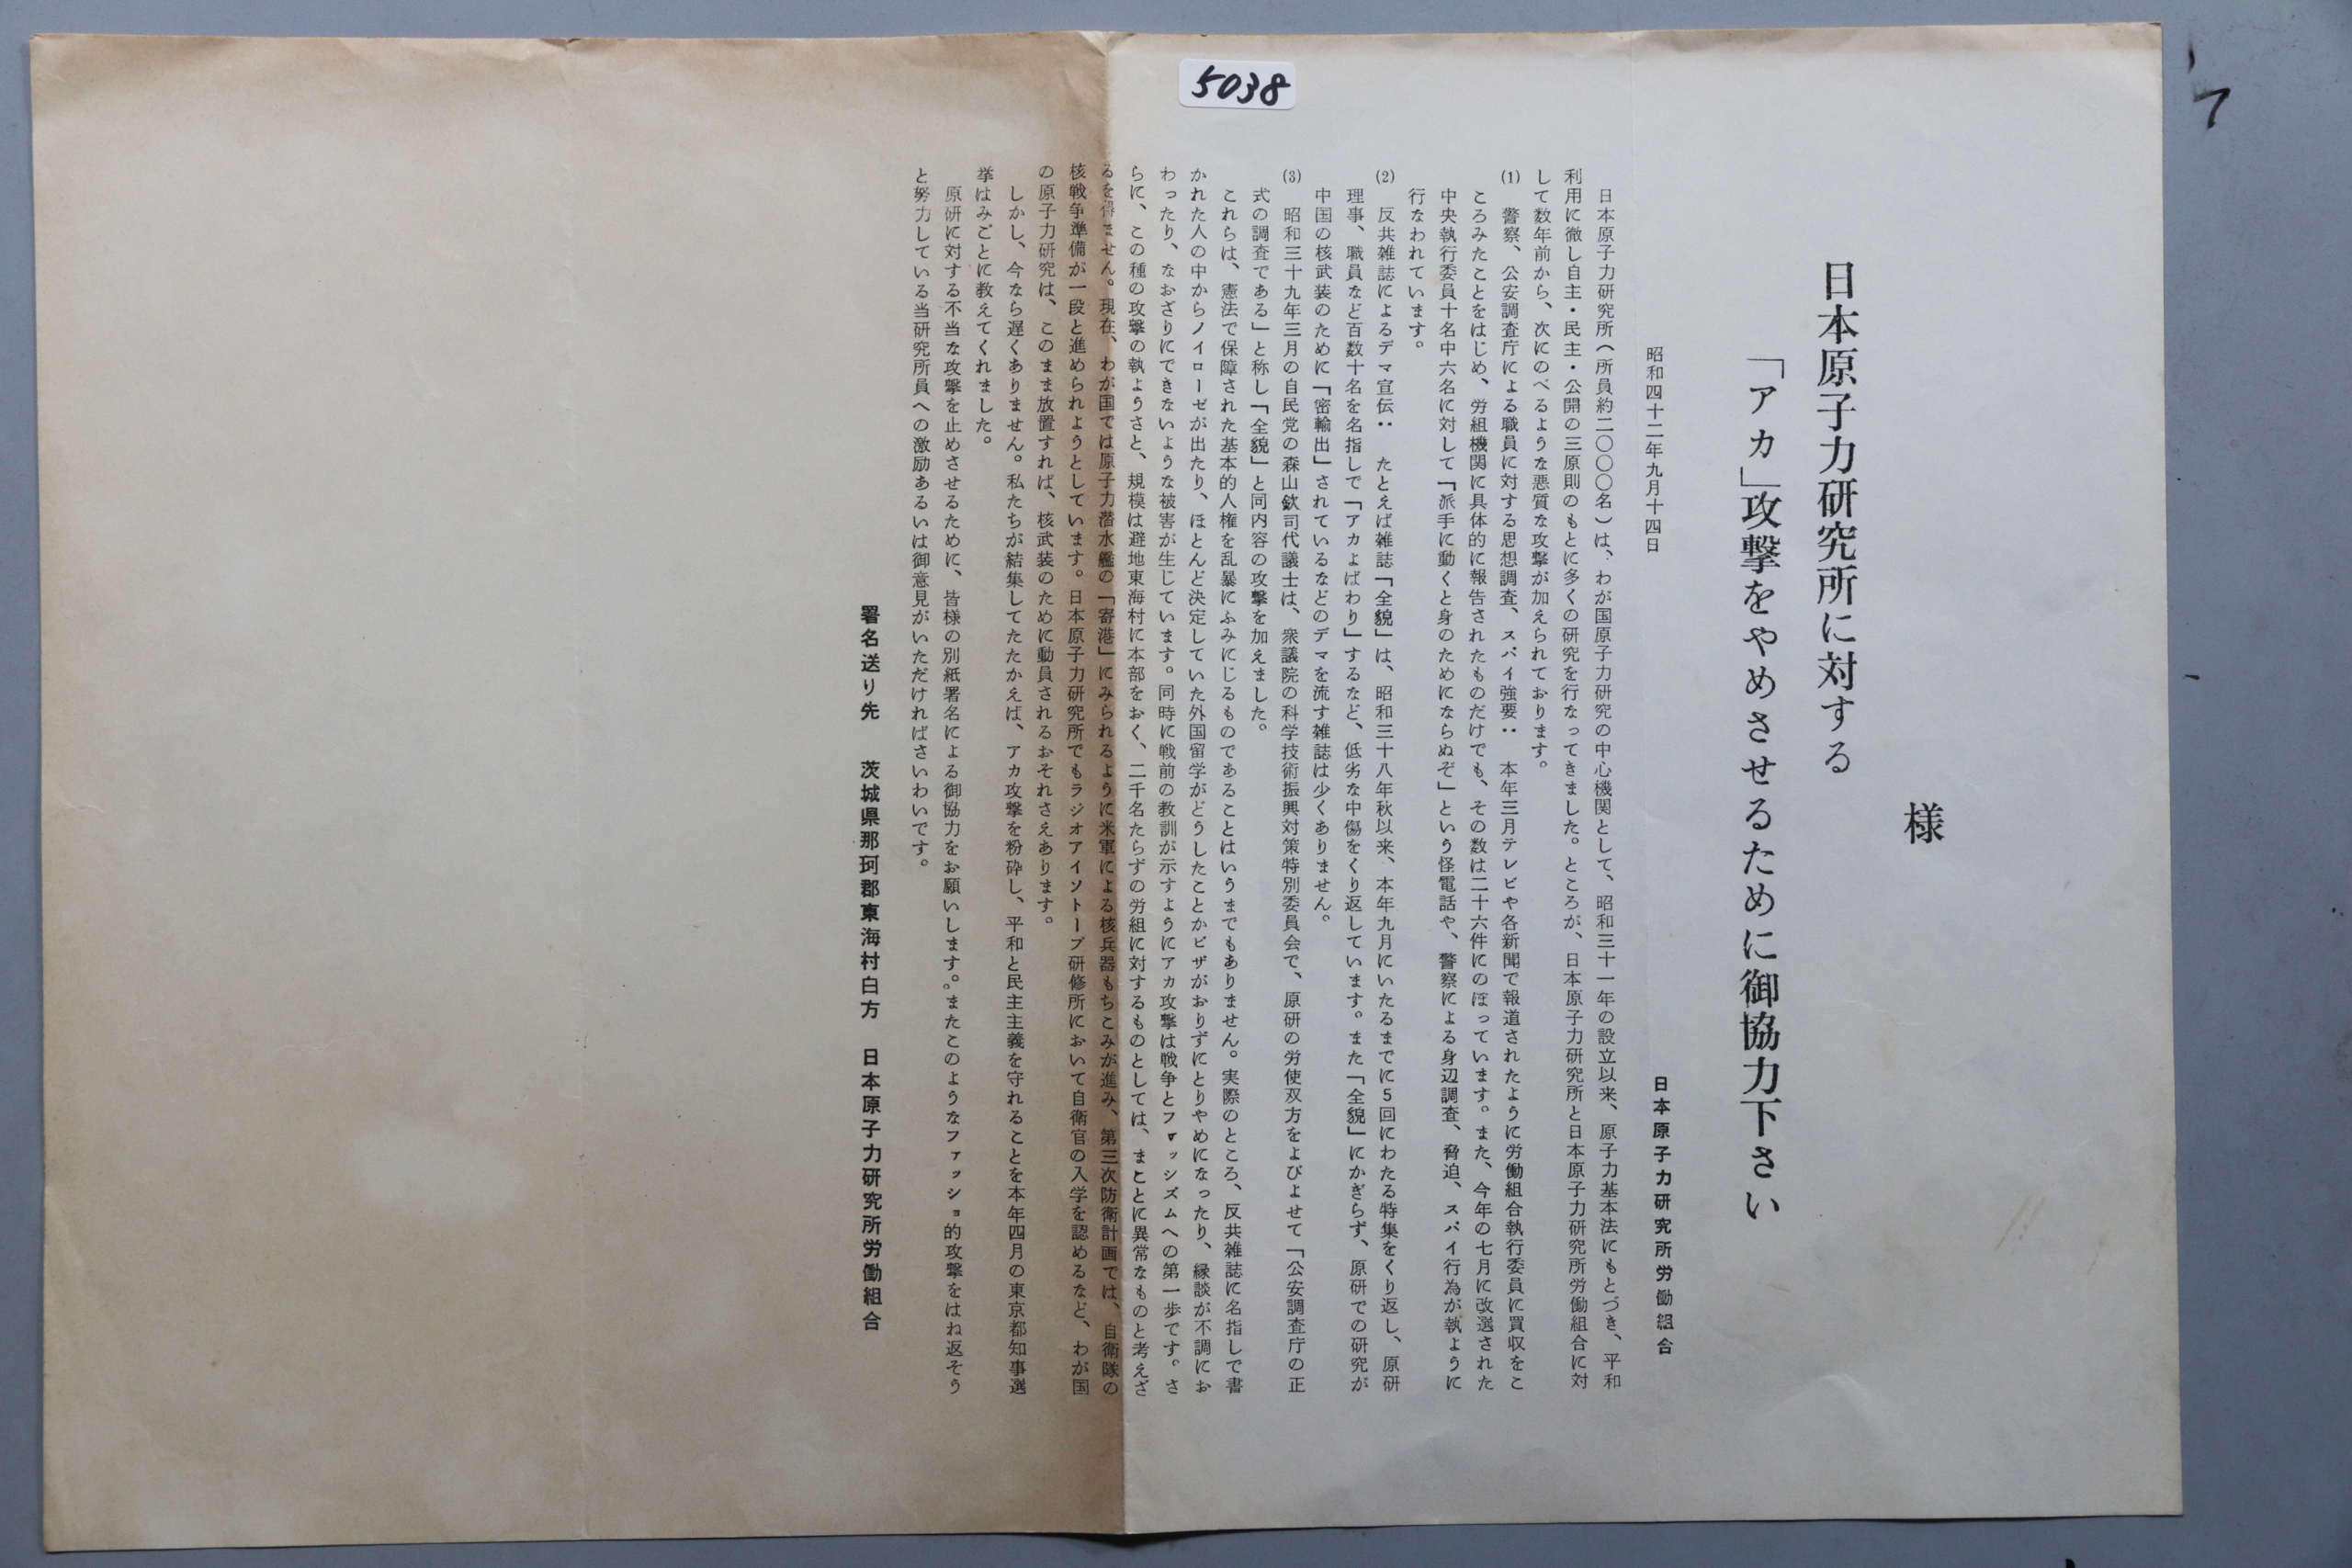 5038
様
日本原子力研究所に対する
「アカ」攻撃をやめさせるために御協力下さい
昭和四十二年九月十四日
日本原子力研究所労働組合
日本原子力研究所(所員約二〇〇〇名)は、わが国原子力研究の中心機関として、昭和三十一年の設立以来、原子力基本法にもとづき、平和
利用に徹し自主・民主・公開の三原則のもとに多くの研究を行なってきました。ところが、日本原子力研究所と日本原子力研究所労働組合に対
して数年前から、次にのべるような悪質な攻撃が加えられております。
(1) 警察、公安調査庁による職員に対する思想調査、スパイ強要‥ 本年三月テレビや各新聞で報道されたように労働組合執行委員に買収をこ
ころみたことをはじめ、労組機関に具体的に報告されたものだけでも、その数は二十六件にのぼっています。また、今年の七月に改選された
中央執行委員十名中六名に対して「派手に動くと身のためにならぬぞ」という怪電話や、警察による身辺調査、脅迫、スパイ行為が執ように
行なわれています。
(2) 反共雑誌によるデマ宣伝‥ たとえば雑誌「全貌」は、昭和三十八年秋以来、本年九月にいたるまでに5回にわたる特集をくり返し、原研
理事、職員など百数十名を名指しで「アカよばわり」するなど、低劣な中傷をくり返しています。また「全貌」にかぎらず、原研での研究が
中国の核武装のために「密輸出」されているなどのデマを流す雑誌は少くありません。
(3) 昭和三十九年三月の自民党の森山欽司代議士は、衆議院の科学技術振興対策特別委員会で、原研の労使双方をよびよせて「公安調査庁の正
式の調査である」と称し「全貌」と同内容の攻撃を加えました。
これらは、憲法で保障された基本的人権を乱暴にふみにじるものであることはいうまでもありません。実際のところ、反共雑誌に名指しで書
かれた人の中からノイローゼが出たり、ほとんど決定していた外国留学がどうしたことかビザがおりずにとりやめになったり、縁談が不調にお
わったり、なおざりにできないような被害が生じています。同時に戦前の教訓が示すようにアカ攻撃は戦争とファッシズムへの第一歩です。さ
らに、この種の攻撃の執ようさと、規模は避地東海村に本部をおく、二千名たらずの労組に対するものとしては、まことに異常なものと考えざ
るを得ません。現在、わが国では原子力潜水艦の「寄港」にみられるように米軍による核兵器もちこみが進み、第三次防衛計画では、自衛隊の
核戦争準備が一段と進められようとしています。日本原子力研究所でもラジオアイソトープ研修所において自衛官の入学を認めるなど、わが国
の原子力研究は、このまま放置すれば、核武装のために動員されるおそれさえあります。
しかし、今なら遅くありません。私たちが結集してたたかえば、アカ攻撃を粉砕し、平和と民主主義を守れることを本年四月の東京都知事選
挙はみごとに教えてくれました。
原研に対する不当な攻撃を止めさせるために、皆様の別紙署名による御協力をお願いします。またこのようなファッショ的攻撃をはね返そう
と努力している当研究所員への激励あるいは御意見がいただければさいわいです。
署名送り先 茨城県那珂郡東海村白方 日本原子力研究所労働組合